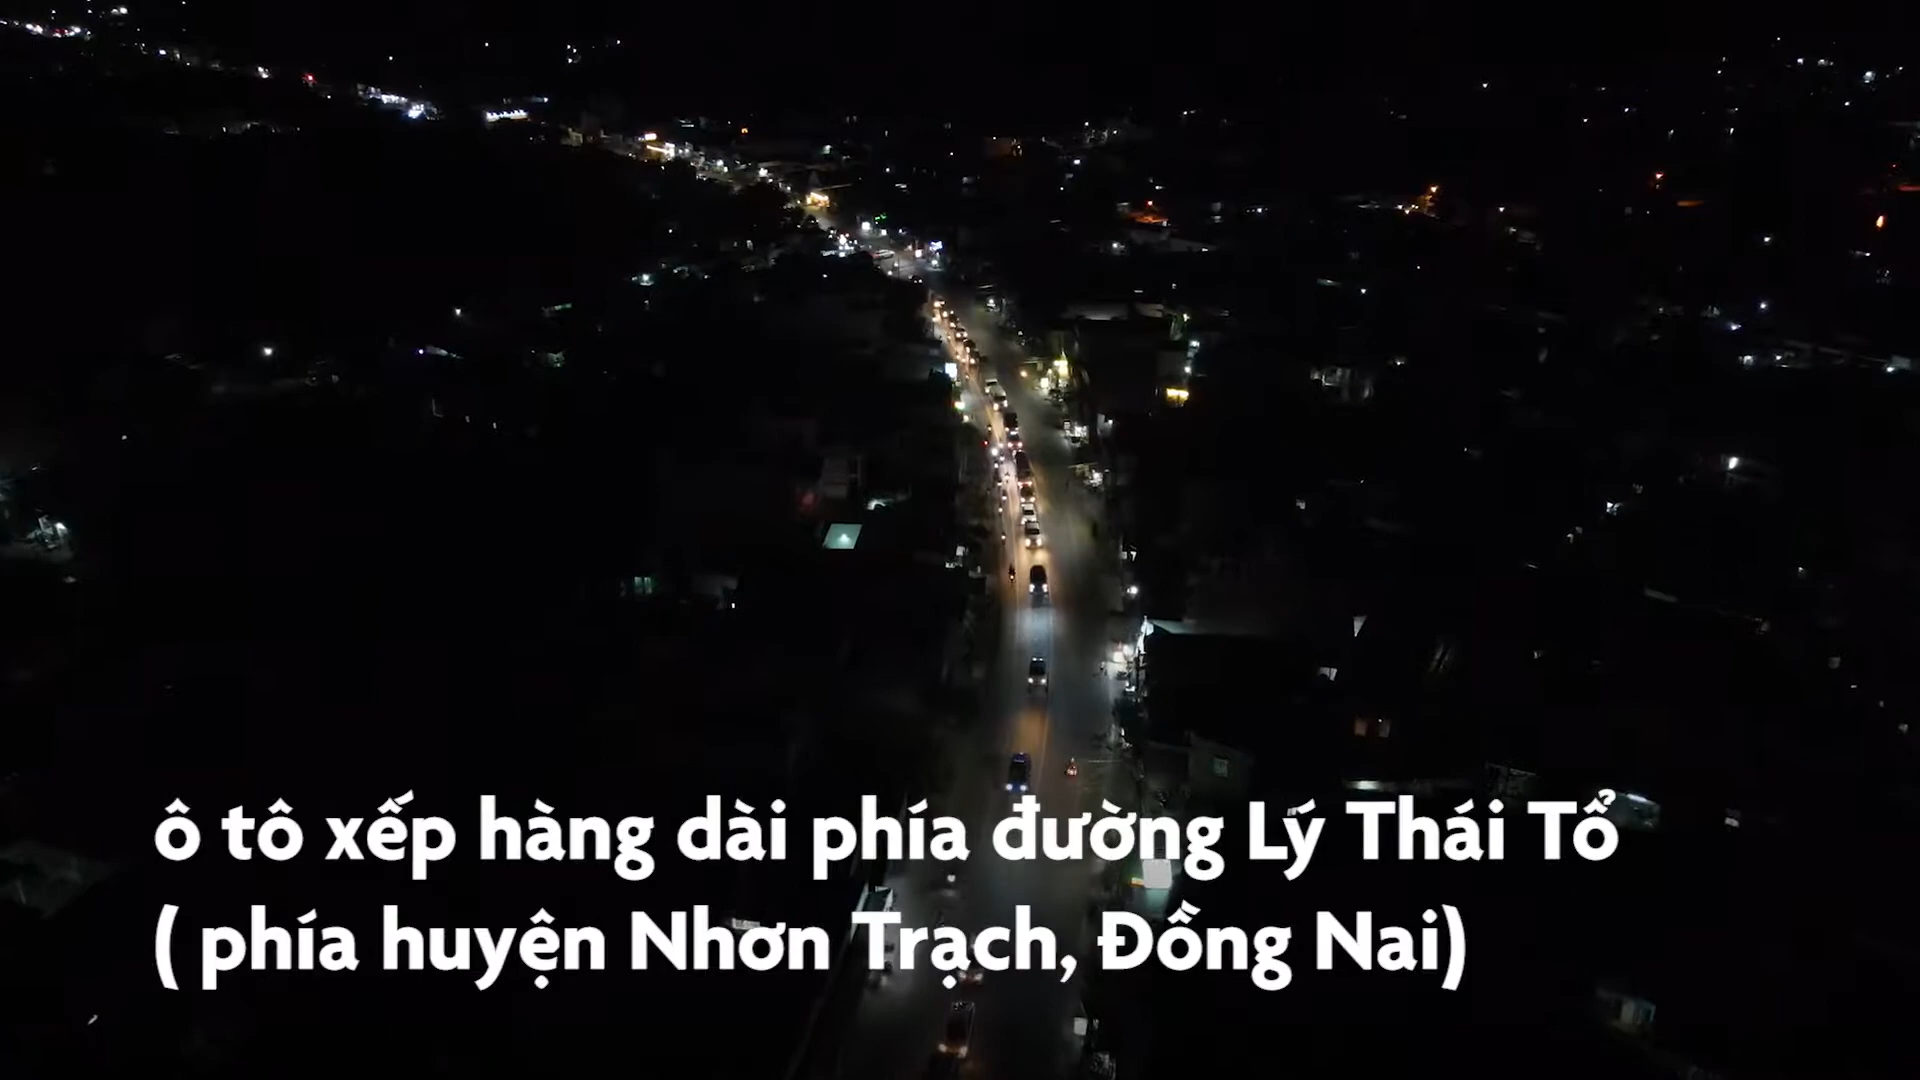 ô tô xếp hàng dài phía đường Lý Thái Tổ
( phía huyện Nhơn Trạch, Đồng Nai)